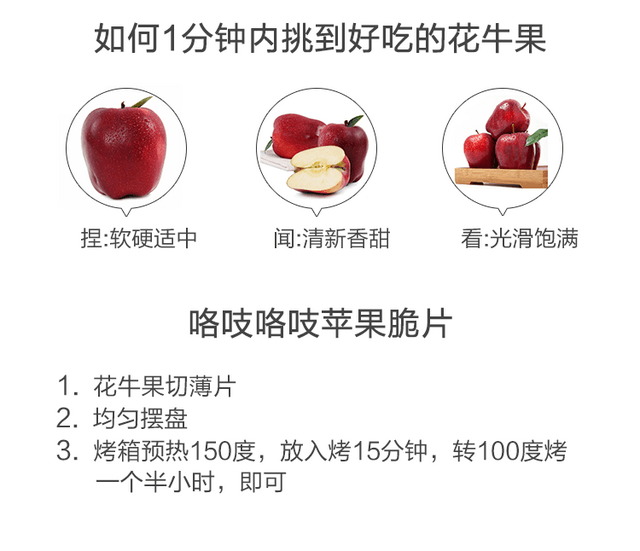 如何1分钟内挑到好吃的花牛果
捏:软硬适中
闻:清新香甜
看:光滑饱满
咯吱咯吱苹果脆片
1. 花牛果切薄片
2. 均匀摆盘
3. 烤箱预热150度，放入烤15分钟，转100度烤
一个半小时，即可